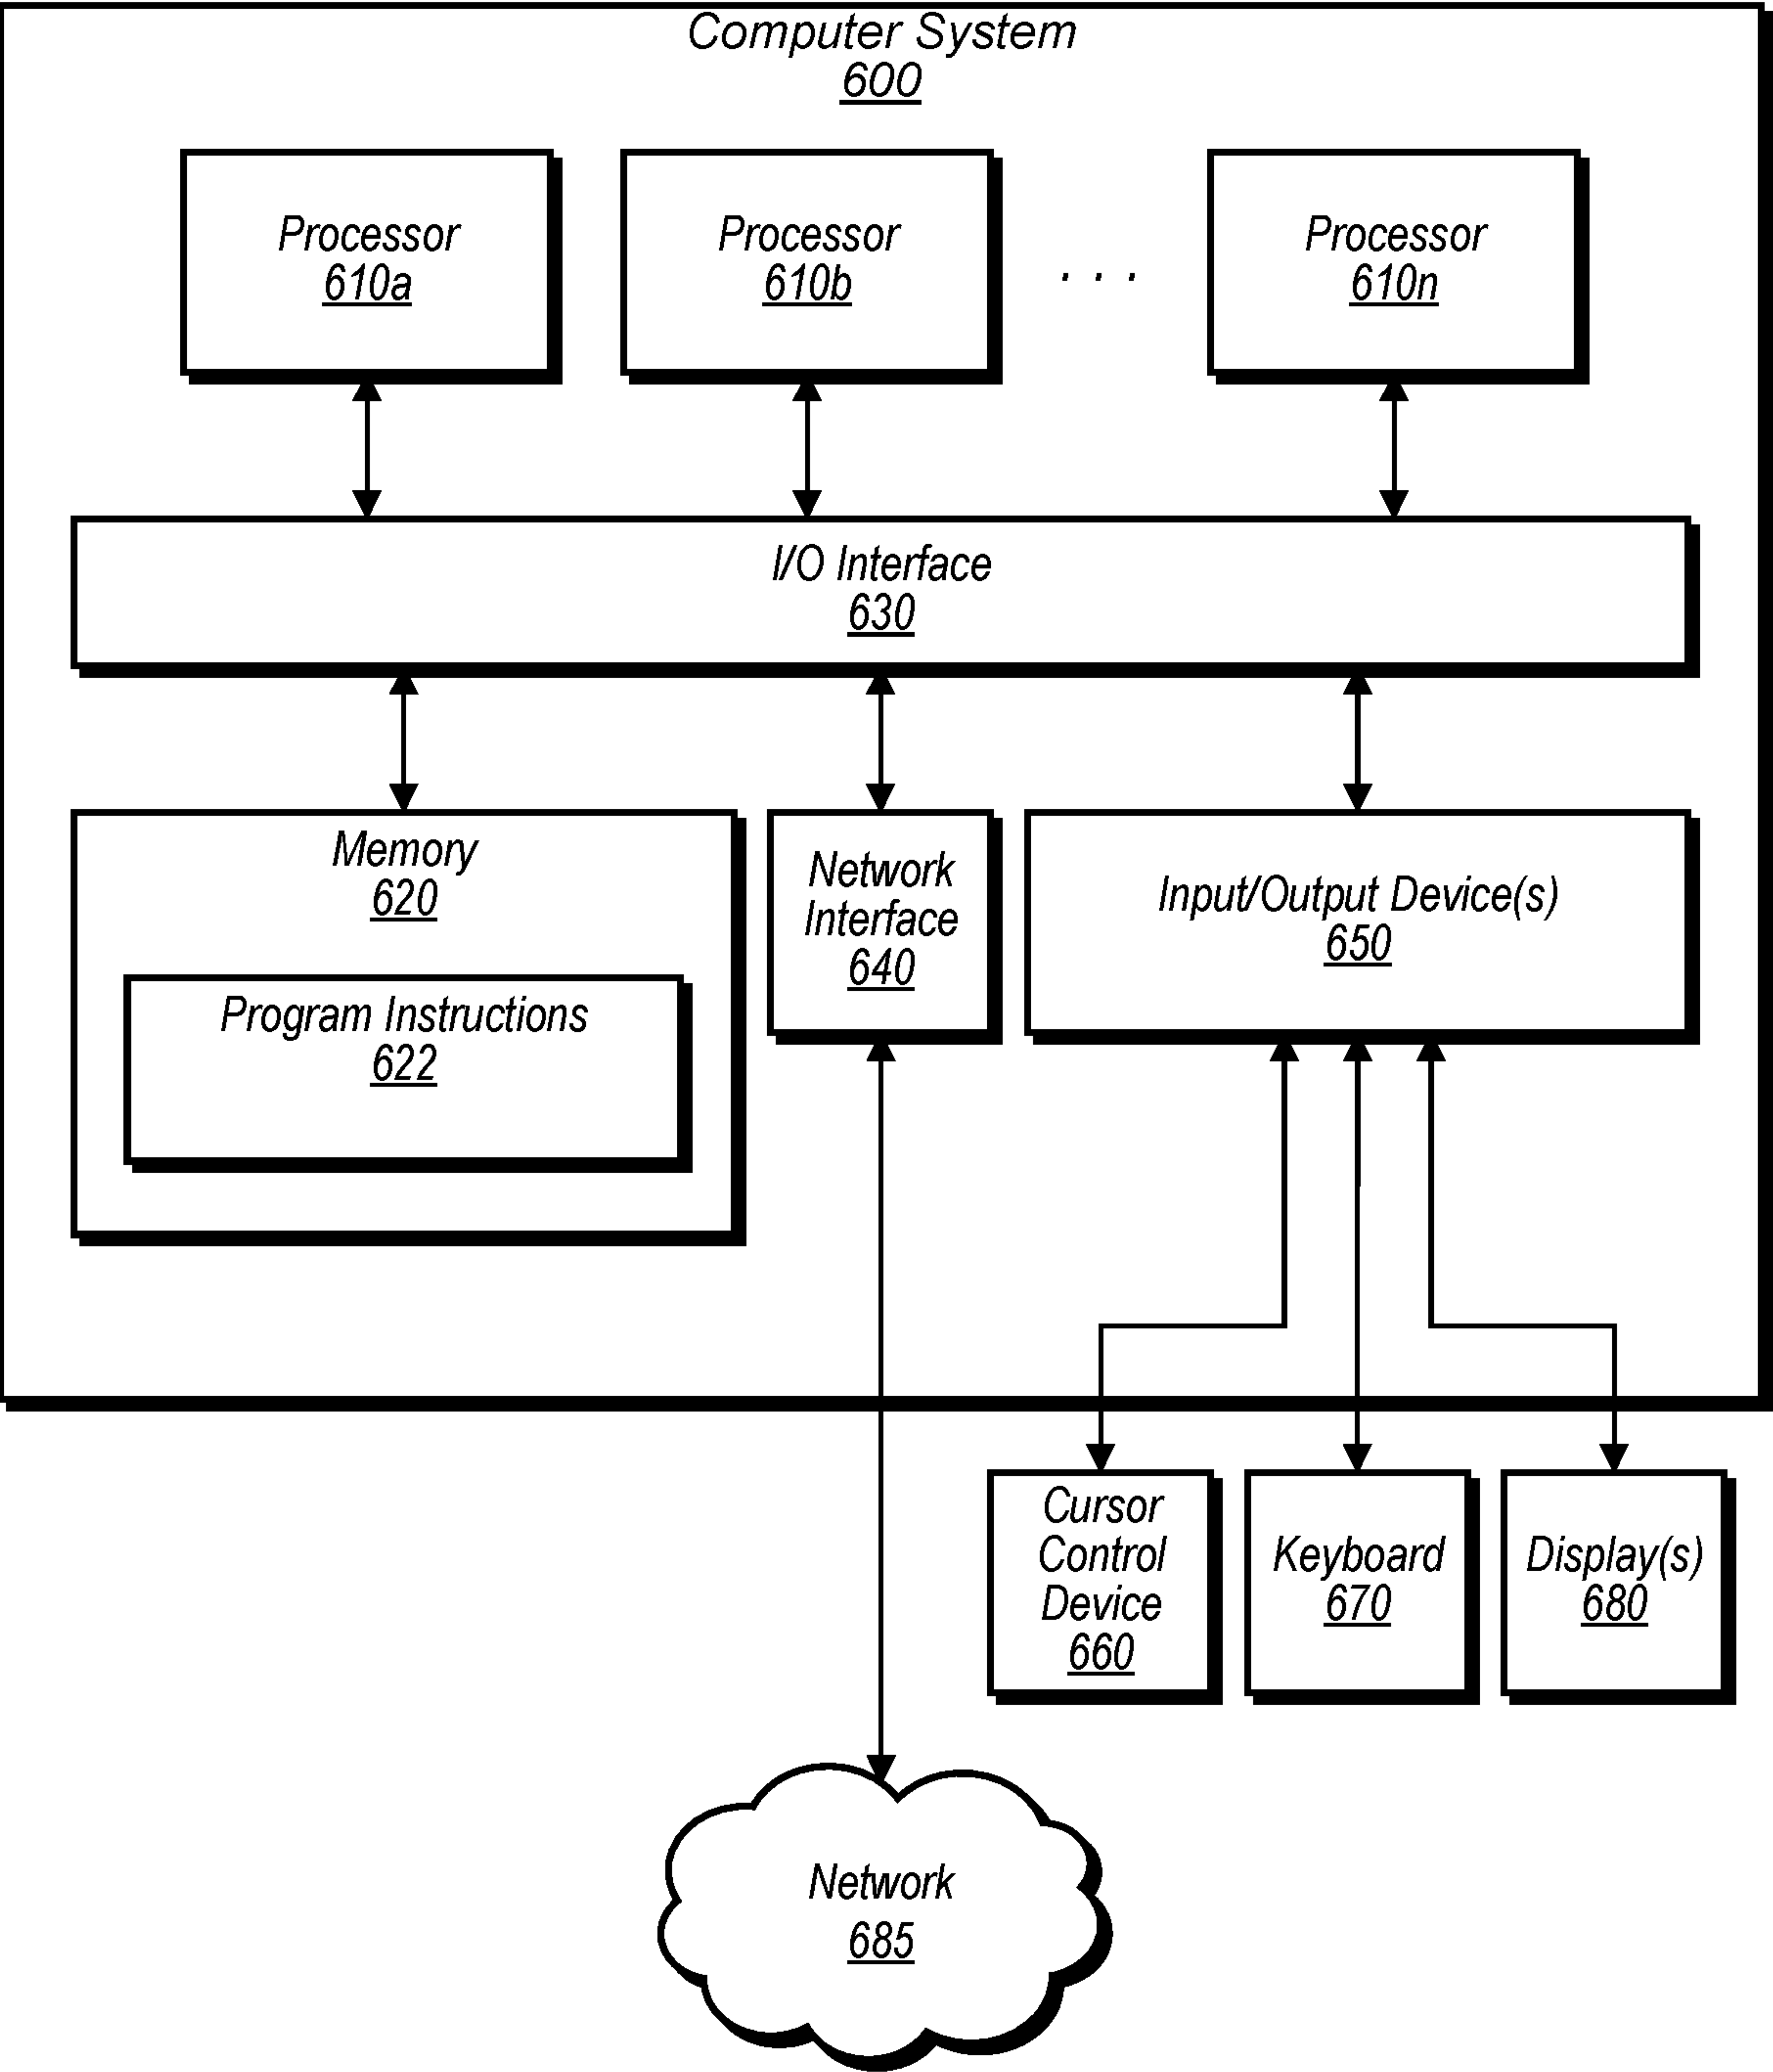 Computer System
600
Processor
610a
Processor
610b
. . .
Processor
610n
I/O Interface
630
Memory
620
Program Instructions
622
Network
Interface
640
Input/Output Device(s)
650
Cursor
Control
Device
660
Keyboard
670
Display(s)
680
Network
685